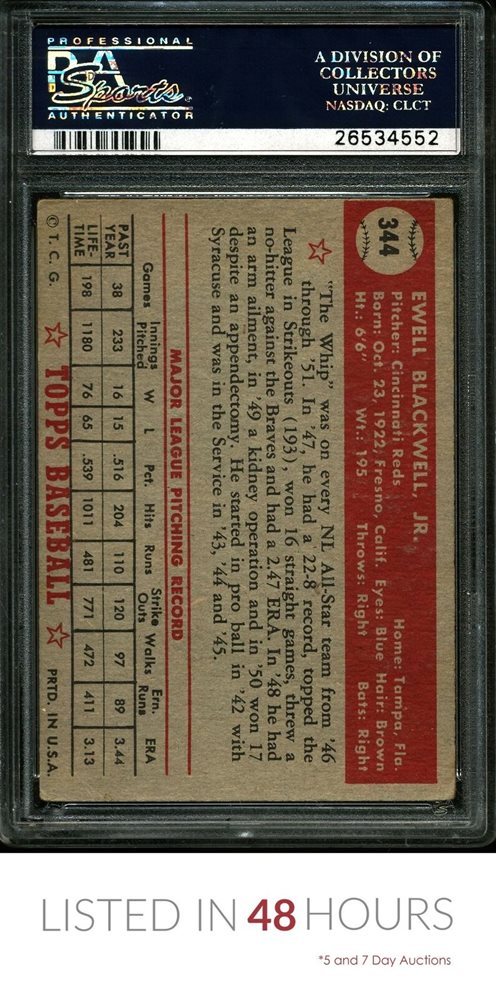 PROFESSIONAL
PSA
Sports
AUTHENTICATOR
A DIVISION OF
COLLECTORS
UNIVERSE
NASDAQ: CLCT
26534552
344
EWELL BLACKWELL, JR.
Pitcher: Cincinnati Reds Home: Tampa, Fla.
Born: Oct. 23, 1922, Fresno, Calif. Eyes: Blue Hair: Brown
Ht.: 6'6" Wt.: 195 Throws: Right Bats: Right
"The Whip" was on every NL All-Star team from '46
through '51. In '47, he had a 22-8 record, topped the
League in Strikeouts (193), won 16 straight games, threw a
no-hitter against the Braves and had a 2.47 ERA. In '48 he had
an arm ailment, in '49 a kidney operation and in '50 won 17
despite an appendectomy. He started in pro ball in '42 with
Syracuse and was in the Service in '43, '44 and '45.
MAJOR LEAGUE PITCHING RECORD
Games Innings Pitched W L Pct. Hits Runs Strike Outs Walks Ern. Runs ERA
PAST YEAR 38 233 16 15 .516 204 110 120 97 89 3.44
LIFE-TIME 198 1180 76 65 .539 1011 481 771 472 411 3.13
© T. C. G. TOPPS BASEBALL PRTD. IN U.S.A.
LISTED IN 48 HOURS
*5 and 7 Day Auctions